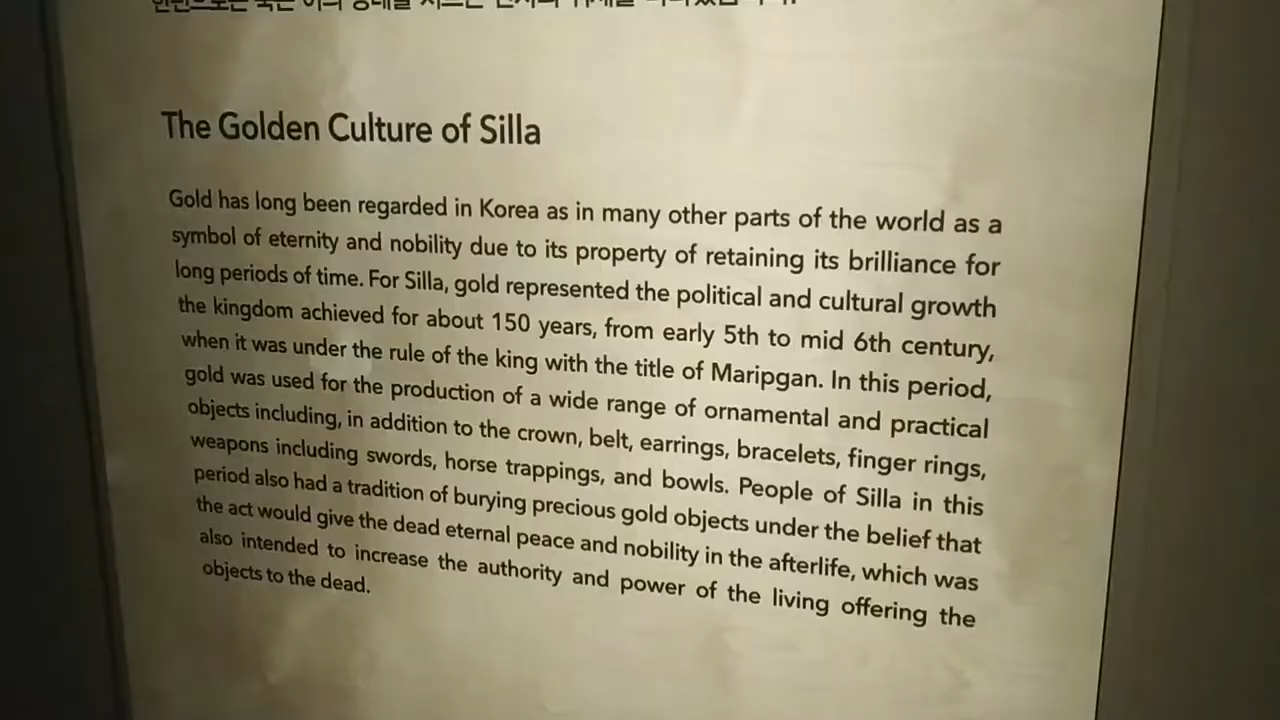 The Golden Culture of Silla
Gold has long been regarded in Korea as in many other parts of the world as a
symbol of eternity and nobility due to its property of retaining its brilliance for
long periods of time. For Silla, gold represented the political and cultural growth
the kingdom achieved for about 150 years, from early 5th to mid 6th century,
when it was under the rule of the king with the title of Maripgan. In this period,
gold was used for the production of a wide range of ornamental and practical
objects including, in addition to the crown, belt, earrings, bracelets, finger rings,
weapons including swords, horse trappings, and bowls. People of Silla in this
period also had a tradition of burying precious gold objects under the belief that
the act would give the dead eternal peace and nobility in the afterlife, which was
also intended to increase the authority and power of the living offering the
objects to the dead.